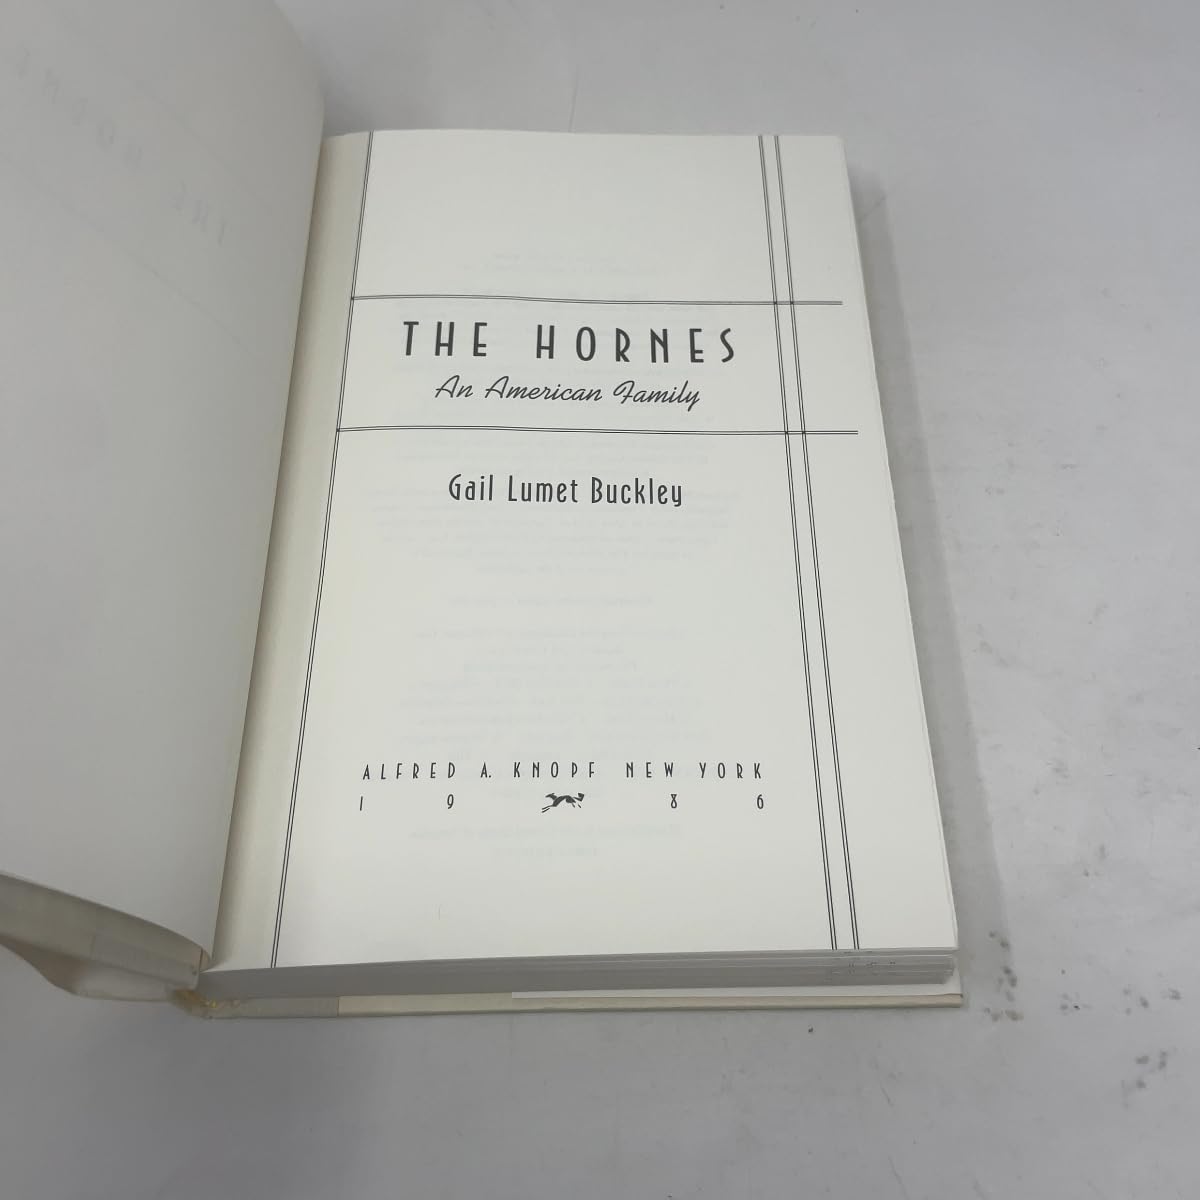 THE HORNES
An American Family
Gail Lumet Buckley
ALFRED A. KNOPF NEW YORK
1 9 8 6